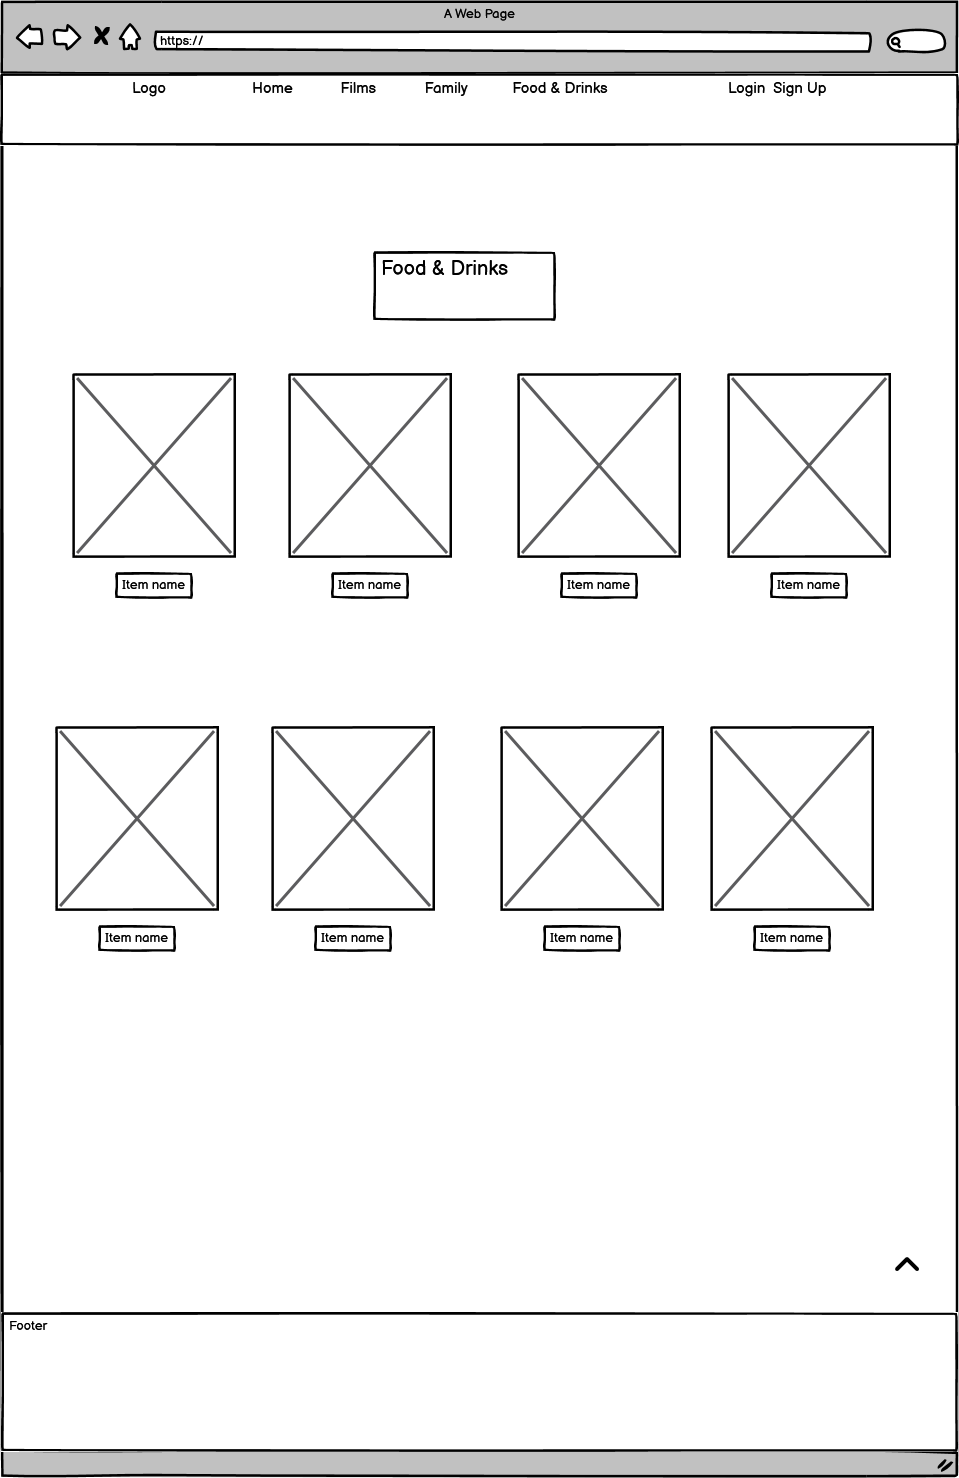 A Web Page
https://
Logo Home Films Family Food & Drinks Login Sign Up
Food & Drinks
Item name Item name Item name Item name
Item name Item name Item name Item name
Footer